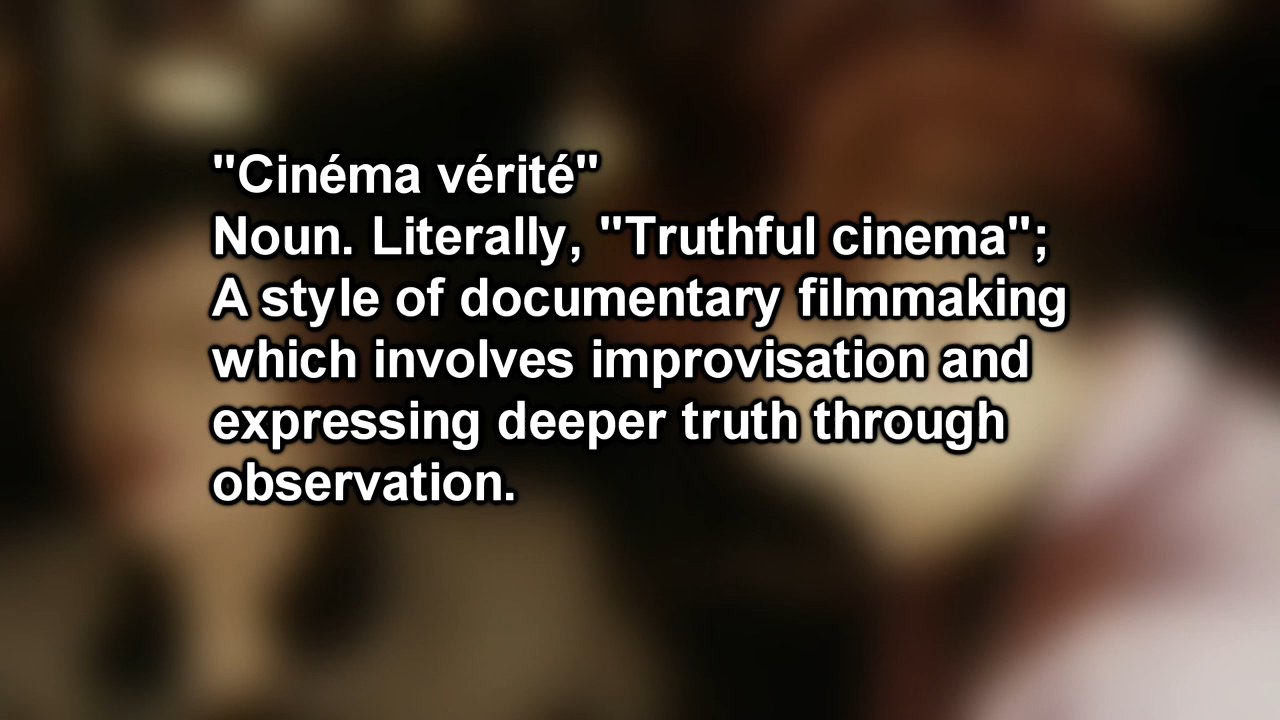 "Cinéma vérité"
Noun. Literally, "Truthful cinema";
A style of documentary filmmaking
which involves improvisation and
expressing deeper truth through
observation.